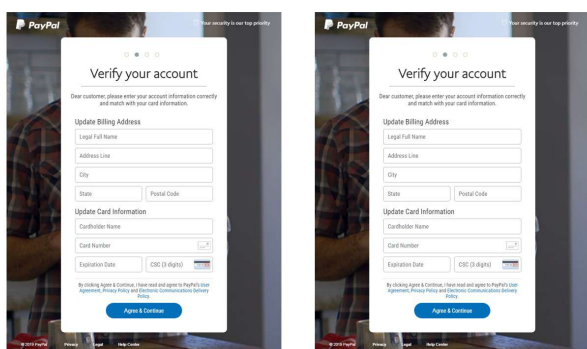 PayPal
Your security is our top priority
Verify your account
Dear customer, please enter your account information correctly
and match with your card information.
Update Billing Address
Legal Full Name
Address Line
City
State Postal Code
Update Card Information
Cardholder Name
Card Number
Expiration Date CSC (3 digits)
By clicking Agree & Continue, I have read and agree to PayPal's User
Agreement, Privacy Policy and Electronic Communications Delivery
Policy.
Agree & Continue
©2019 PayPal Privacy Legal Help Center
PayPal
Your security is our top priority
Verify your account
Dear customer, please enter your account information correctly
and match with your card information.
Update Billing Address
Legal Full Name
Address Line
City
State Postal Code
Update Card Information
Cardholder Name
Card Number
Expiration Date CSC (3 digits)
By clicking Agree & Continue, I have read and agree to PayPal's User
Agreement, Privacy Policy and Electronic Communications Delivery
Policy.
Agree & Continue
©2019 PayPal Privacy Legal Help Center